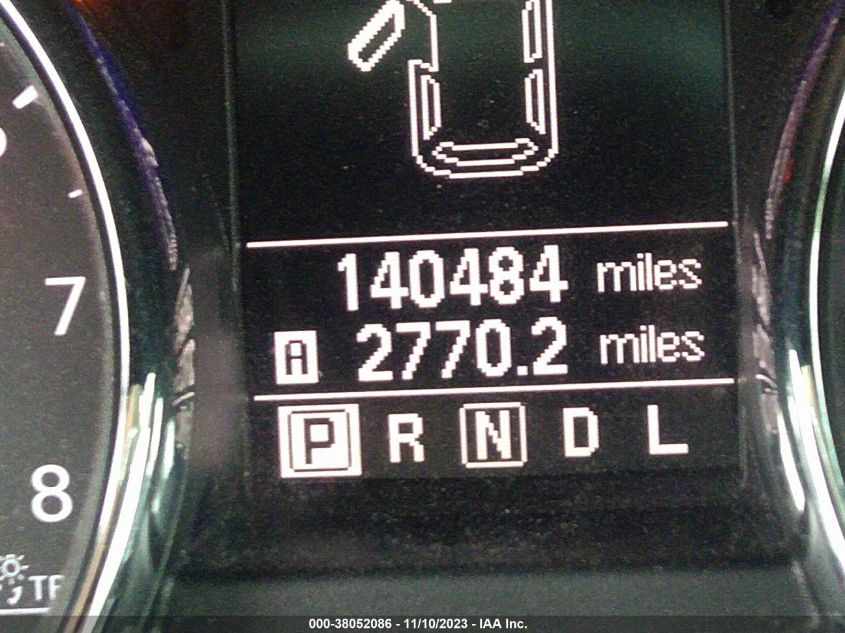 140484 miles
A 2770.2 miles
P R N D L
7
8
000-38052086 - 11/10/2023 - IAA Inc.